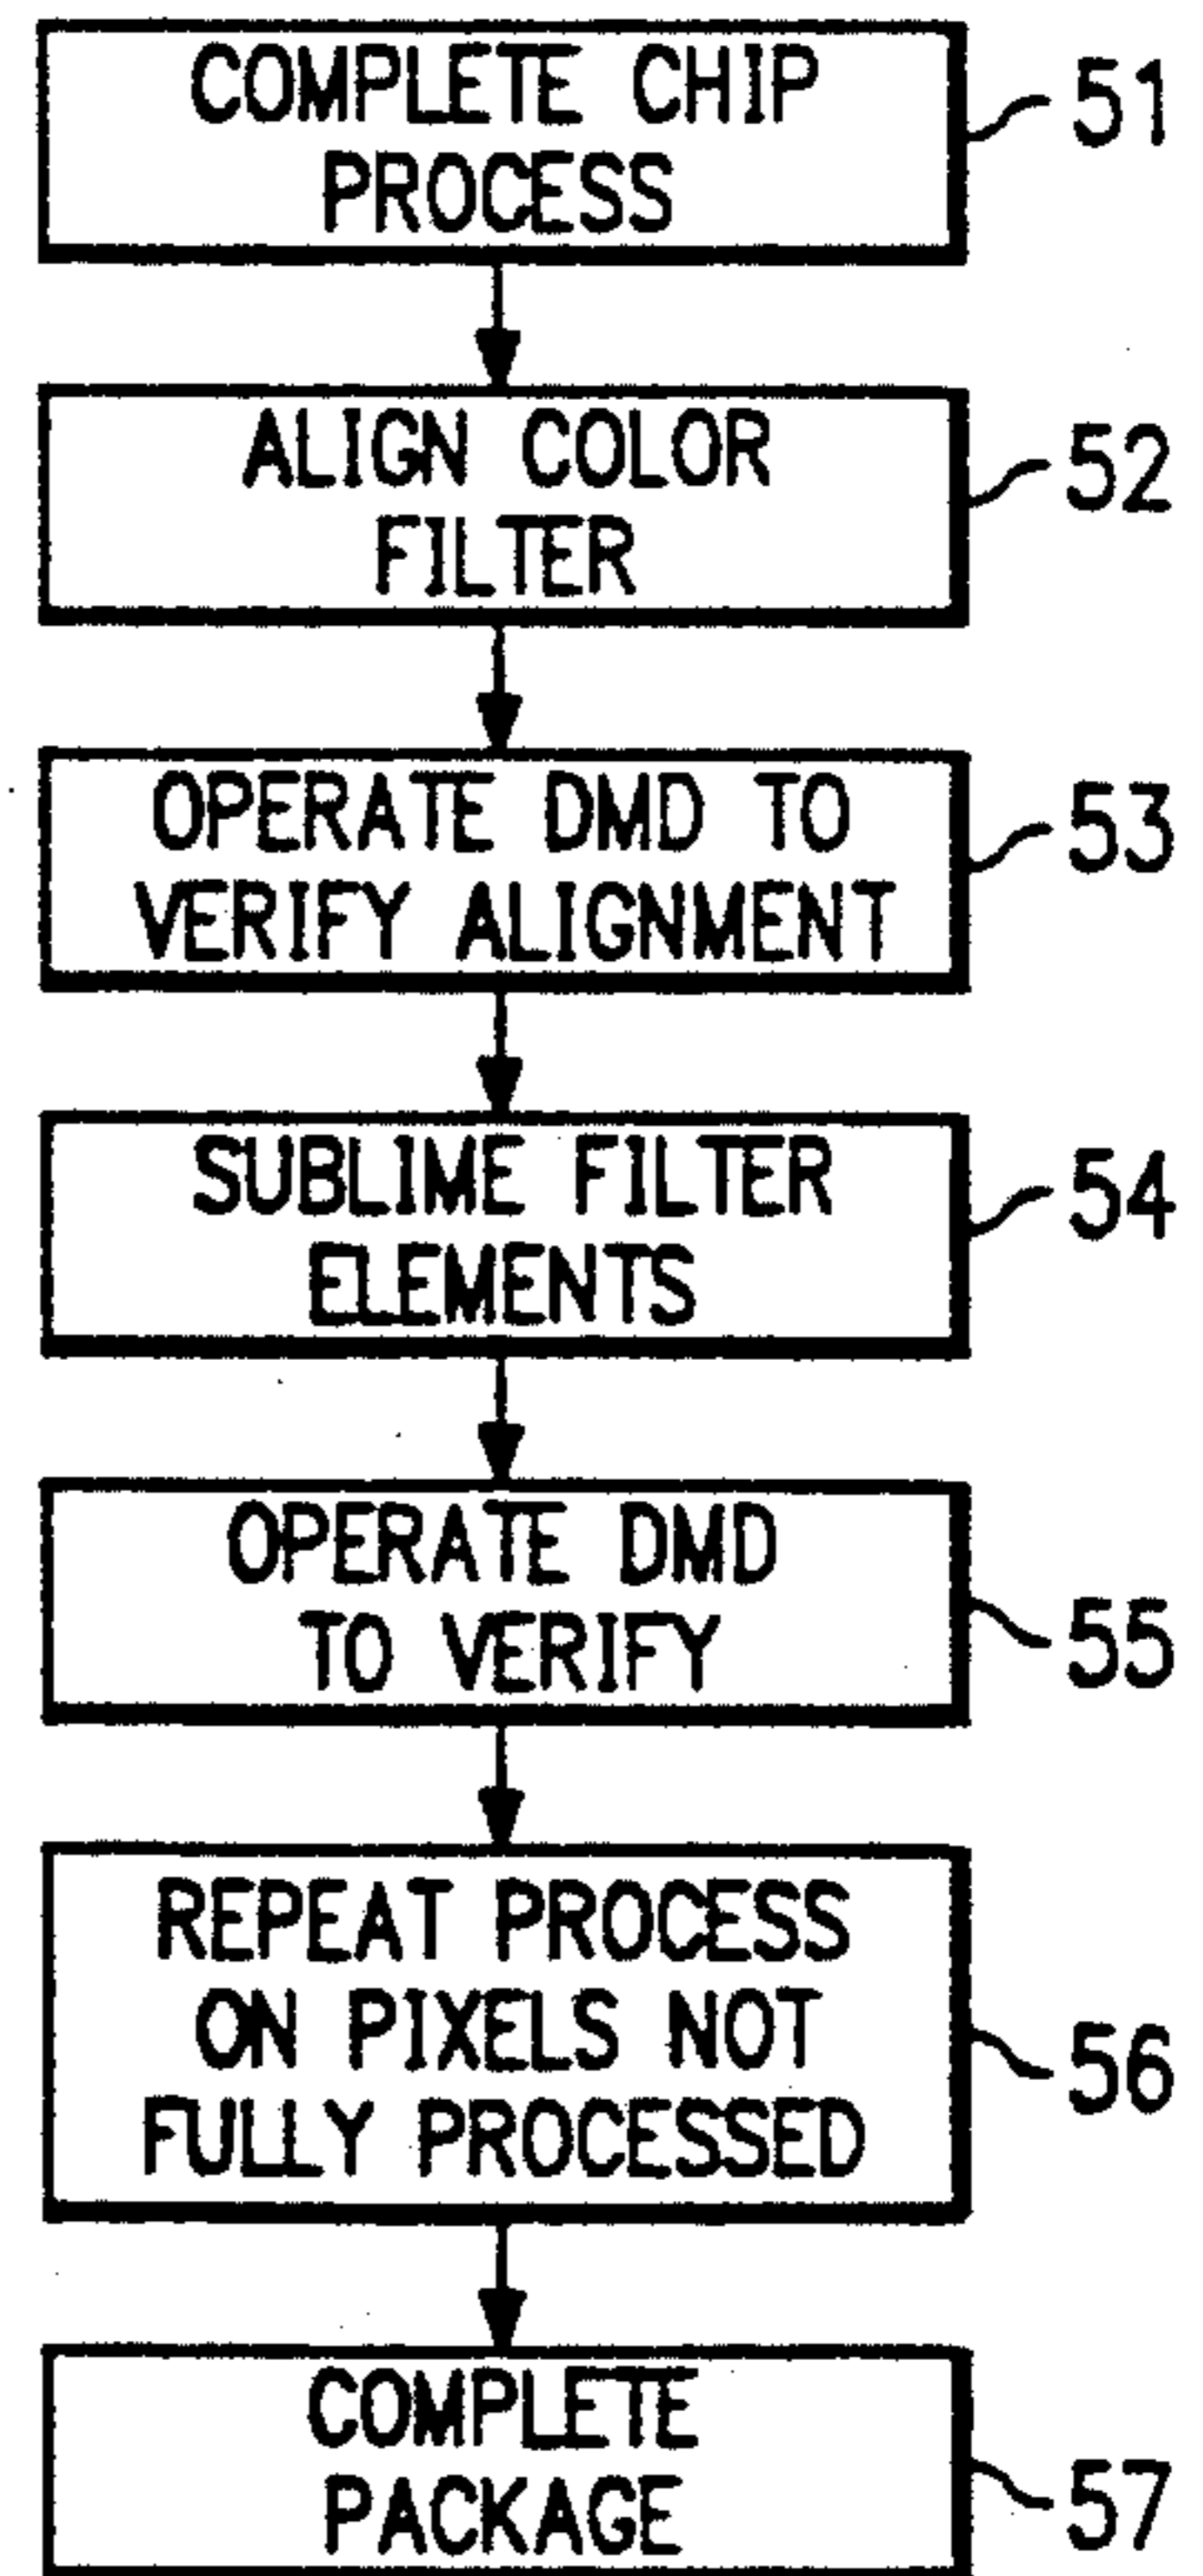 COMPLETE CHIP
PROCESS
51
ALIGN COLOR
FILTER
52
OPERATE DMD TO
VERIFY ALIGNMENT
53
SUBLIME FILTER
ELEMENTS
54
OPERATE DMD
TO VERIFY
55
REPEAT PROCESS
ON PIXELS NOT
FULLY PROCESSED
56
COMPLETE
PACKAGE
57